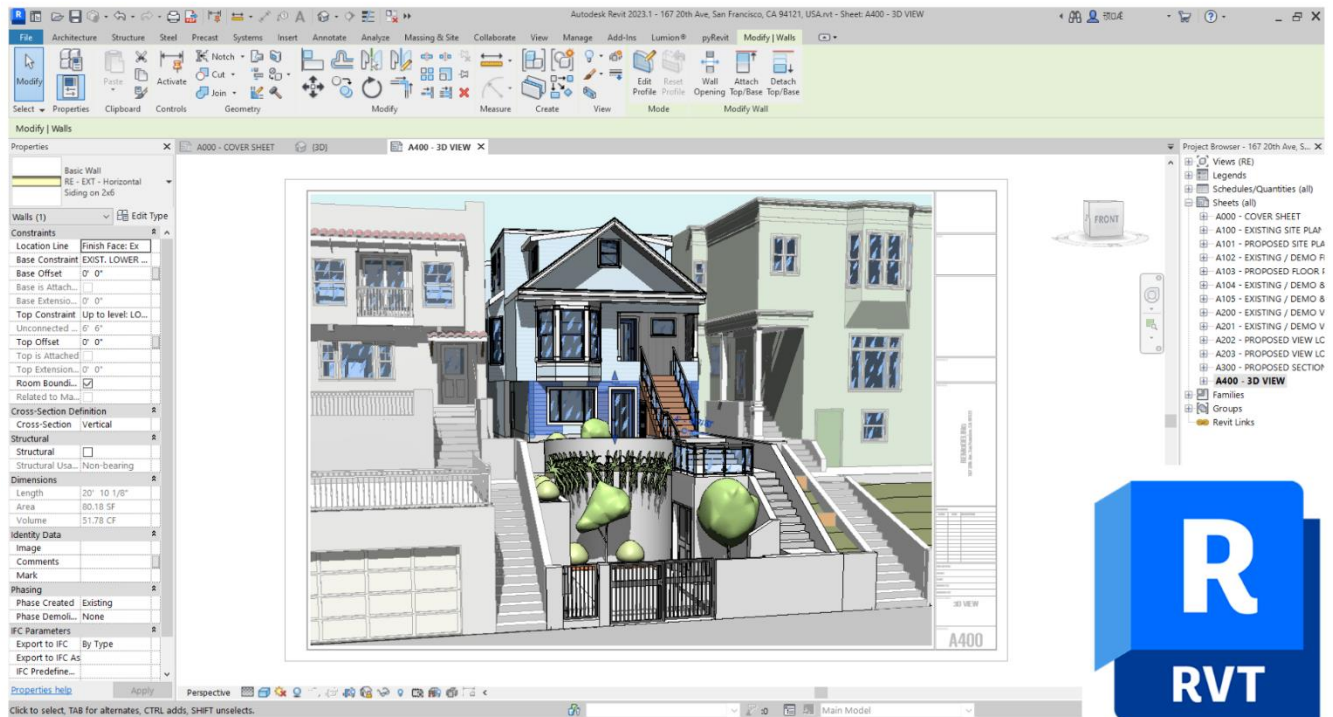 Autodesk Revit 2023.1 - 167 20th Ave, San Francisco, CA 94121, USA.rvt - Sheet: A400 - 3D VIEW
File Architecture Structure Steel Precast Systems Insert Annotate Analyze Massing & Site Collaborate View Manage Add-Ins Lumion® pyRevit Modify | Walls
Notch
Cut
Join
Modify
Paste
Activate
Edit Profile
Reset Profile
Wall Opening
Attach Top/Base
Detach Top/Base
Select Properties Clipboard Controls Geometry Modify Measure Create View Mode Modify Wall
Modify | Walls
Properties
A000 - COVER SHEET
{3D}
A400 - 3D VIEW
Basic Wall
RE - EXT - Horizontal
Siding on 2x6
Walls (1)
Edit Type
Constraints
Location Line Finish Face: Ex
Base Constraint EXIST. LOWER ...
Base Offset 0' 0"
Base is Attach...
Base Extensio... 0' 0"
Top Constraint Up to level: LO...
Unconnected ... 6' 6"
Top Offset 0' 0"
Top is Attached
Top Extension... 0' 0"
Room Boundi...
Related to Ma...
Cross-Section Definition
Cross-Section Vertical
Structural
Structural
Structural Usa... Non-bearing
Dimensions
Length 20' 10 1/8"
Area 80.18 SF
Volume 51.78 CF
Identity Data
Image
Comments
Mark
Phasing
Phase Created Existing
Phase Demoli... None
IFC Parameters
Export to IFC By Type
Export to IFC As
IFC Predefine...
Properties help
Apply
FRONT
3D VIEW
A400
Project Browser - 167 20th Ave, S...
Views (RE)
Legends
Schedules/Quantities (all)
Sheets (all)
A000 - COVER SHEET
A100 - EXISTING SITE PLAN
A101 - PROPOSED SITE PLA
A102 - EXISTING / DEMO F
A103 - PROPOSED FLOOR P
A104 - EXISTING / DEMO &
A105 - EXISTING / DEMO &
A200 - EXISTING / DEMO V
A201 - EXISTING / DEMO V
A202 - PROPOSED VIEW LO
A203 - PROPOSED VIEW LO
A300 - PROPOSED SECTION
A400 - 3D VIEW
Families
Groups
Revit Links
R
RVT
Perspective
Click to select, TAB for alternates, CTRL adds, SHIFT unselects.
:0
Main Model